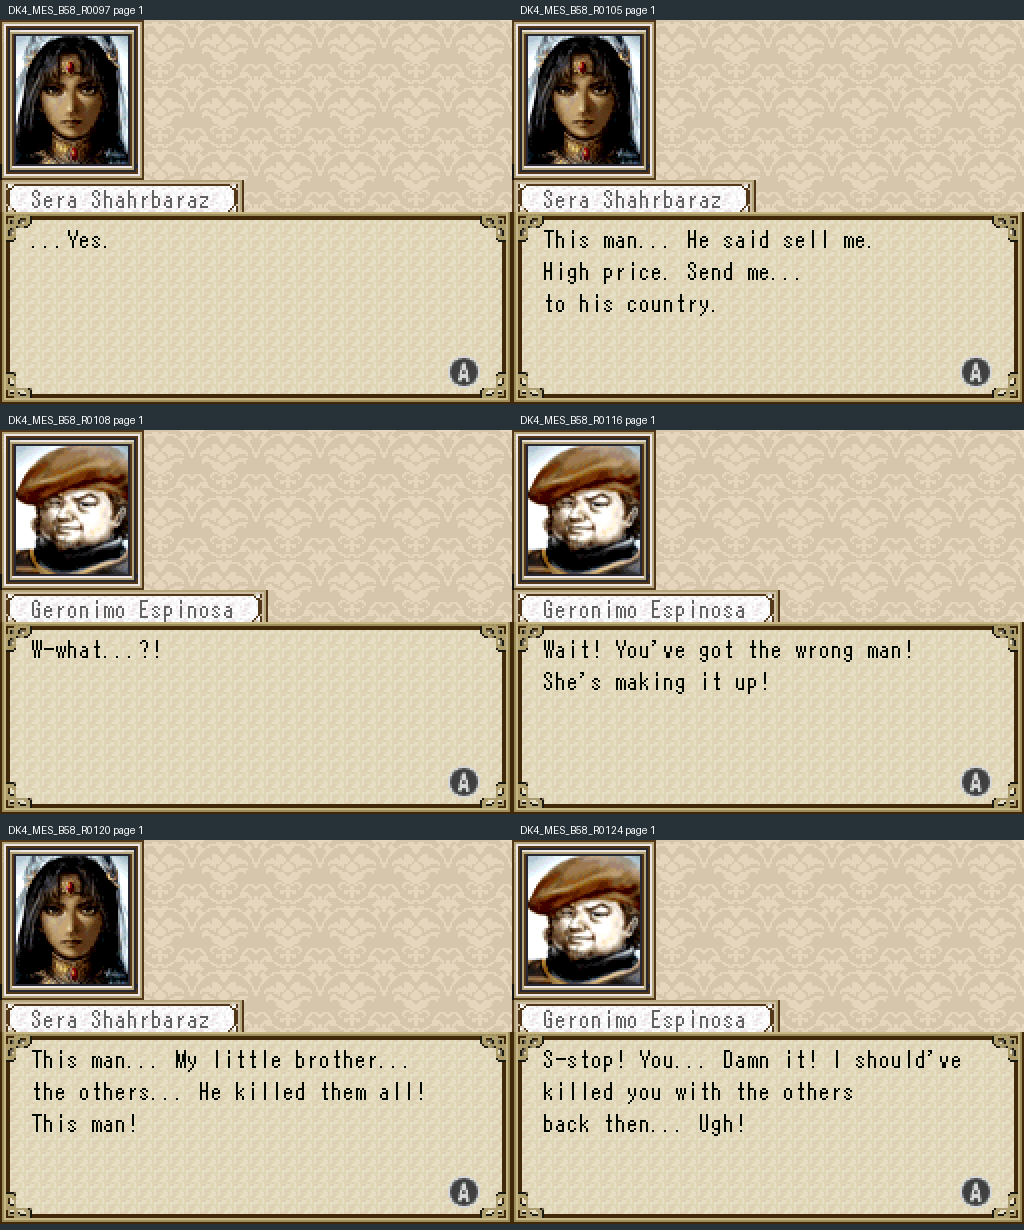 DK4_MES_B58_R0097 page 1
Sera Shahrbaraz
...Yes.
A
DK4_MES_B58_R0105 page 1
Sera Shahrbaraz
This man... He said sell me.
High price. Send me...
to his country.
A
DK4_MES_B58_R0108 page 1
Geronimo Espinosa
W-what...?!
A
DK4_MES_B58_R0116 page 1
Geronimo Espinosa
Wait! You've got the wrong man!
She's making it up!
A
DK4_MES_B58_R0120 page 1
Sera Shahrbaraz
This man... My little brother...
the others... He killed them all!
This man!
A
DK4_MES_B58_R0124 page 1
Geronimo Espinosa
S-stop! You... Damn it! I should've
killed you with the others
back then... Ugh!
A